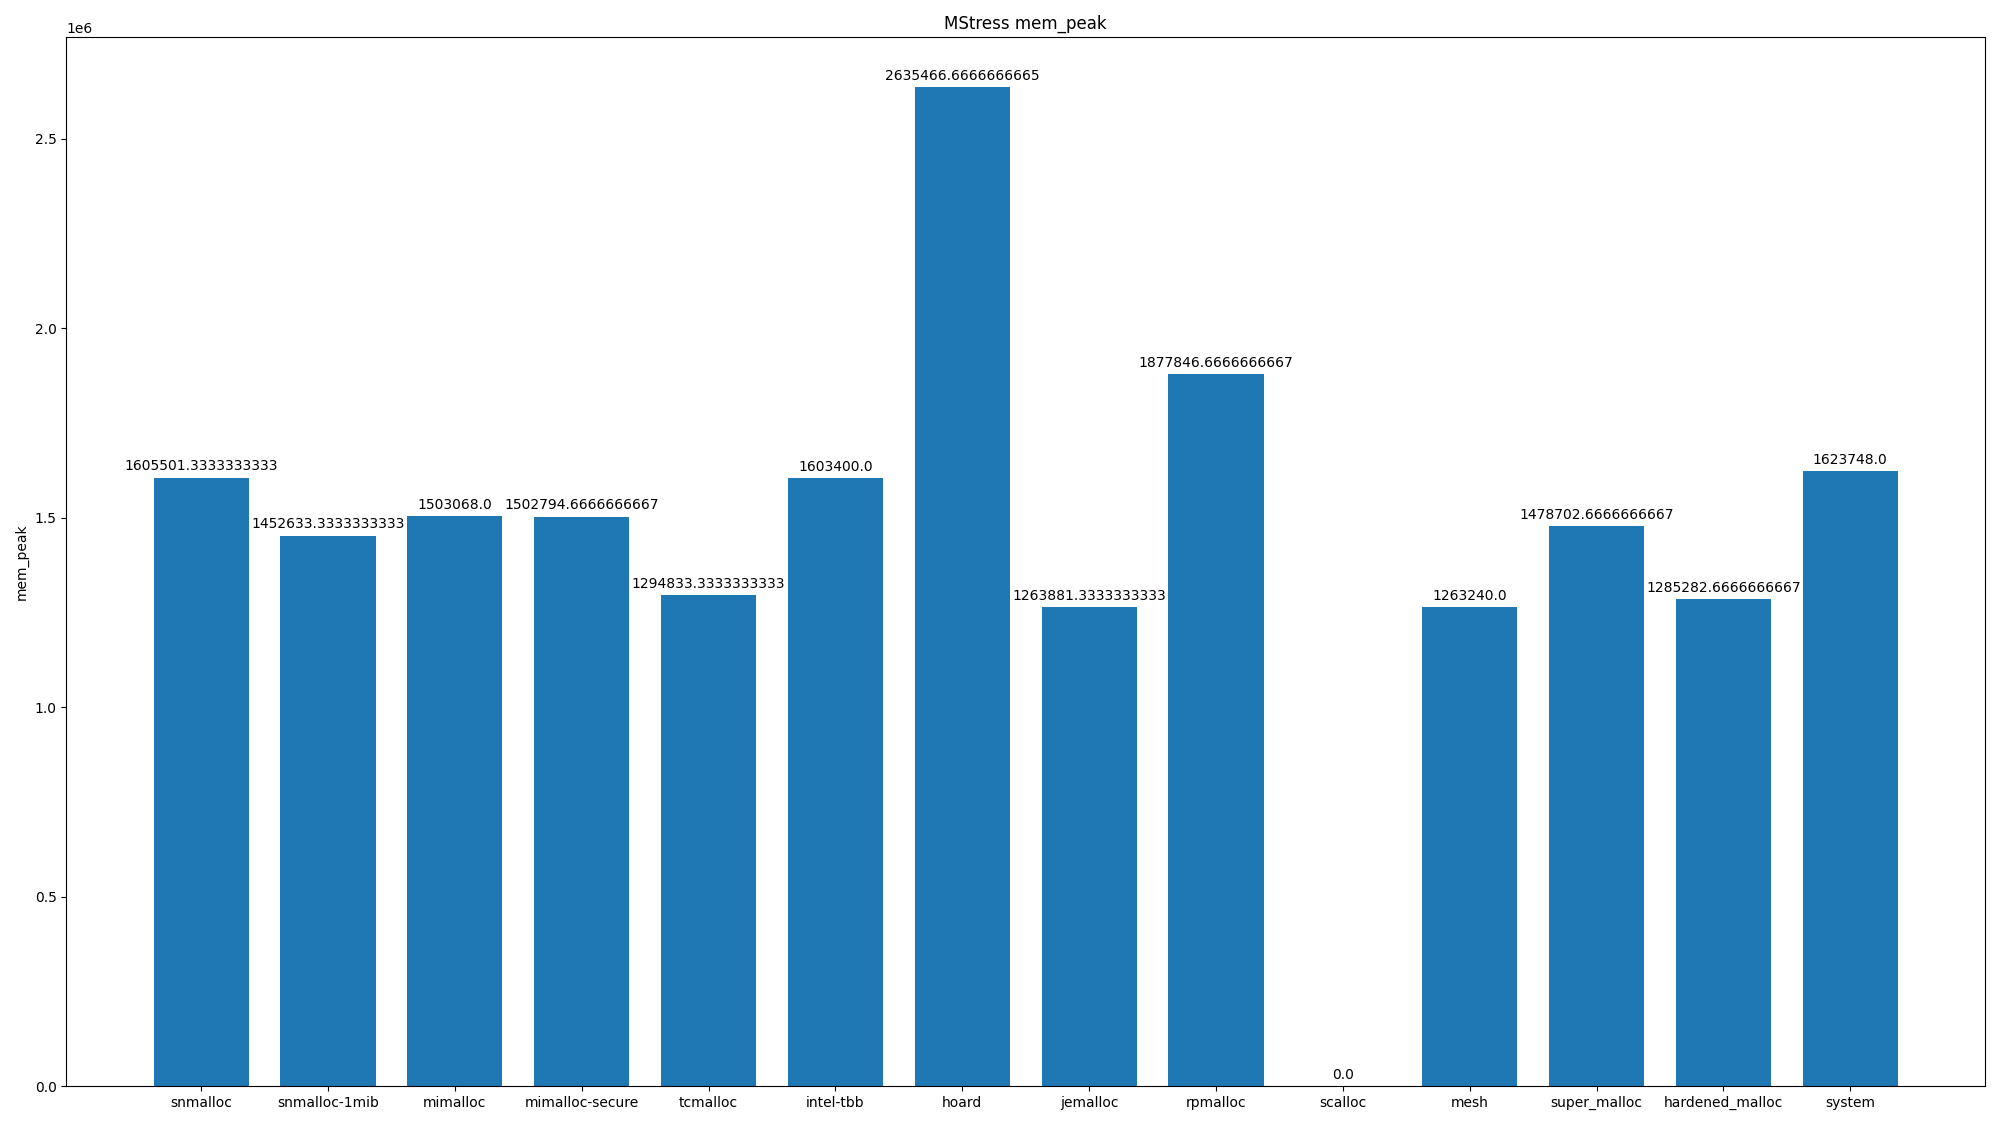 MStress mem_peak
1e6
2635466.6666666665
2.5
2.0
1877846.6666666667
1605501.3333333333
1603400.0
1623748.0
1452633.3333333333
1503068.0
1502794.6666666667
1478702.6666666667
1.5
mem_peak
1294833.3333333333
1263881.3333333333
1263240.0
1285282.6666666667
1.0
0.5
0.0
0.0
snmalloc
snmalloc-1mib
mimalloc
mimalloc-secure
tcmalloc
intel-tbb
hoard
jemalloc
rpmalloc
scalloc
mesh
super_malloc
hardened_malloc
system